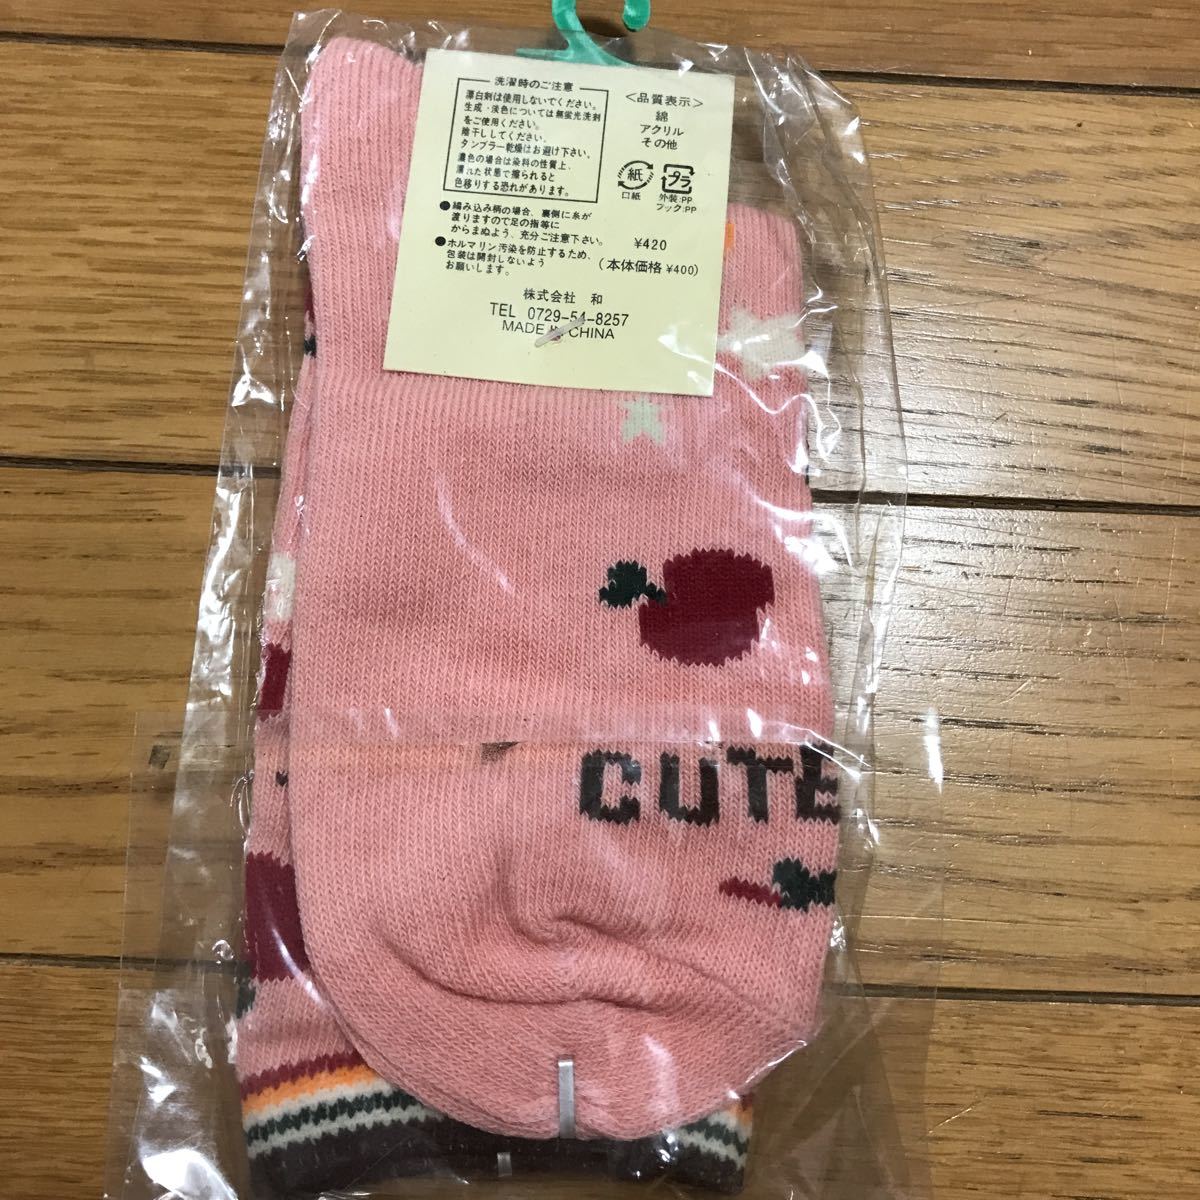 洗濯時のご注意
漂白剤は使用しないでください。
生成・淡色については無蛍光洗剤
をご使用ください。
陰干ししてください。
タンブラー乾燥はお避け下さい。
濃色の場合は染料の性質上、
濡れた状態で擦られると
色移りする恐れがあります。
●編み込み柄の場合、裏側に糸が
渡りますので足の指等に
からまぬよう、充分ご注意下さい。
●ホルマリン汚染を防止するため、
包装は開封しないよう
お願いします。
＜品質表示＞
綿
アクリル
その他
紙
口紙
プラ
外装:PP
フック:PP
¥420
(本体価格 ¥400)
株式会社 和
TEL 0729-54-8257
MADE IN CHINA
CUTE